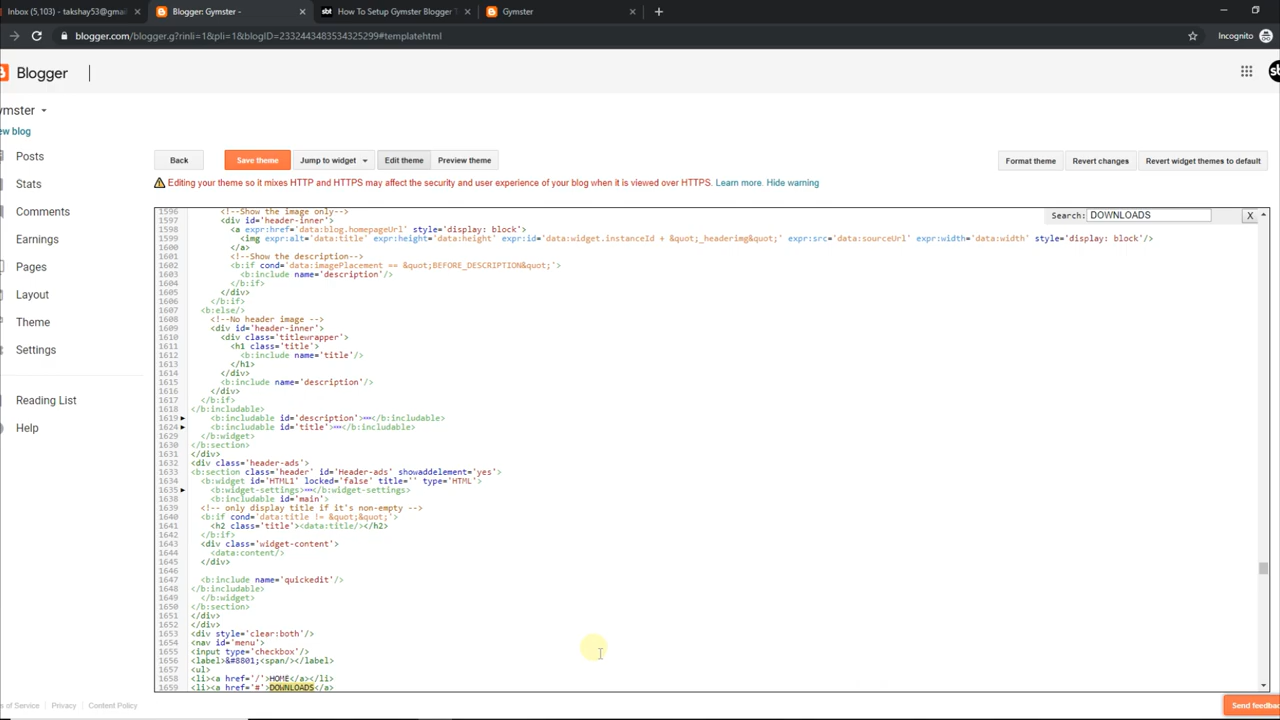 Inbox (5,103) - takshay53@gmail
Blogger: Gymster -
How To Setup Gymster Blogger T
Gymster
blogger.com/blogger.g?rinli=1&pli=1&blogID=2332443483534325299#templatehtml
Incognito
Blogger
ymster
ew blog
Posts
Stats
Comments
Earnings
Pages
Layout
Theme
Settings
Reading List
Help
Back
Save theme
Jump to widget
Edit theme
Preview theme
Format theme
Revert changes
Revert widget themes to default
Editing your theme so it mixes HTTP and HTTPS may affect the security and user experience of your blog when it is viewed over HTTPS. Learn more. Hide warning
Search: DOWNLOADS X
1596 <!--Show the image only-->
1597 <div id='header-inner'>
1598 <a expr:href='data:blog.homepageUrl' style='display: block'>
1599 <img expr:alt='data:title' expr:height='data:height' expr:id='data:widget.instanceId + &quot;_headerimg&quot;' expr:src='data:sourceUrl' expr:width='data:width' style='display: block'/>
1600 </a>
1601 <!--Show the description-->
1602 <b:if cond='data:imagePlacement == &quot;BEFORE_DESCRIPTION&quot;'>
1603 <b:include name='description'/>
1604 </b:if>
1605 </div>
1606 </b:if>
1607 <b:else/>
1608 <!--No header image -->
1609 <div id='header-inner'>
1610 <div class='titlewrapper'>
1611 <h1 class='title'>
1612 <b:include name='title'/>
1613 </h1>
1614 </div>
1615 <b:include name='description'/>
1616 </div>
1617 </b:if>
1618 </b:includable>
1619 <b:includable id='description'></b:includable>
1624 <b:includable id='title'></b:includable>
1629 </b:widget>
1630 </b:section>
1631 </div>
1632 <div class='header-ads'>
1633 <b:section class='header' id='Header-ads' showaddelement='yes'>
1634 <b:widget id='HTML1' locked='false' title='' type='HTML'>
1635 <b:widget-settings></b:widget-settings>
1638 <b:includable id='main'>
1639 <!-- only display title if it's non-empty -->
1640 <b:if cond='data:title != &quot;&quot;'>
1641 <h2 class='title'><data:title/></h2>
1642 </b:if>
1643 <div class='widget-content'>
1644 <data:content/>
1645 </div>
1646
1647 <b:include name='quickedit'/>
1648 </b:includable>
1649 </b:widget>
1650 </b:section>
1651 </div>
1652 </div>
1653 <div style='clear:both'/>
1654 <nav id='menu'>
1655 <input type='checkbox'/>
1656 <label>&#8801;<span/></label>
1657 <ul>
1658 <li><a href='/'>HOME</a></li>
1659 <li><a href='#'>DOWNLOADS</a>
s of Service
Privacy
Content Policy
Send feedbac